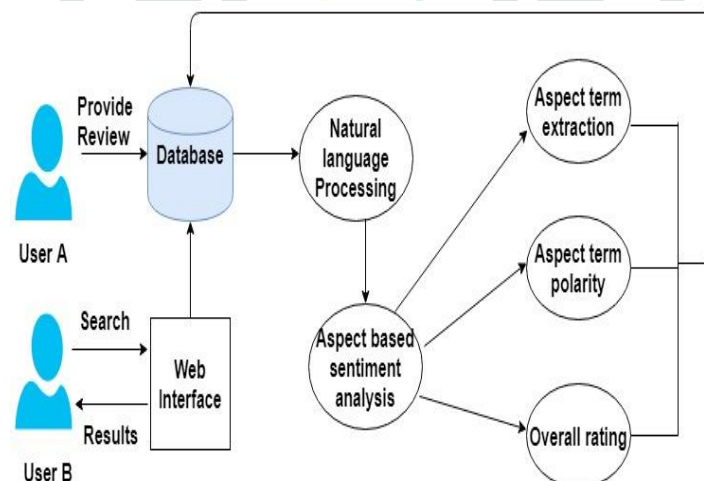 Provide
Review
Database
User A
Natural
language
Processing
Aspect term
extraction
Aspect term
polarity
Aspect based
sentiment
analysis
Overall rating
Search
Web
Interface
Results
User B